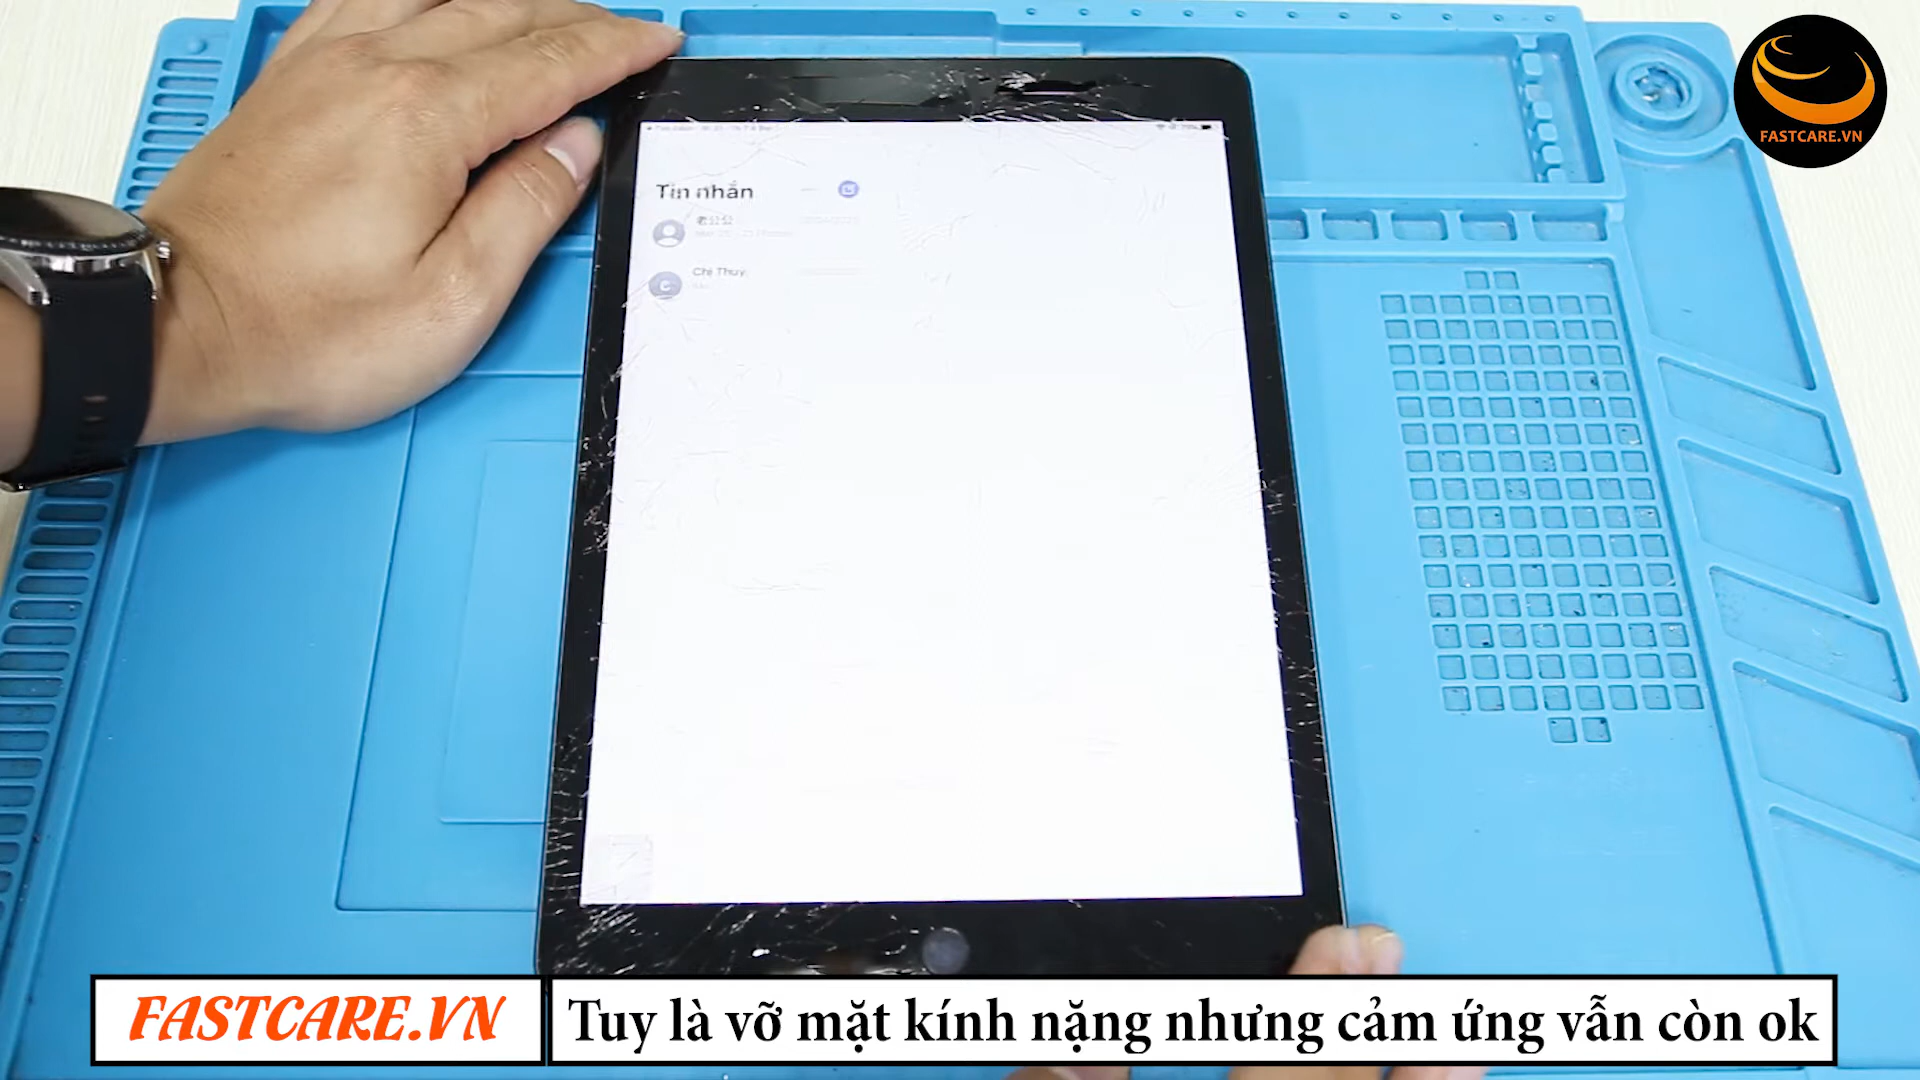 FASTCARE.VN
Tin nhắn
Chị Thuý
FASTCARE.VN
Tuy là vỡ mặt kính nặng nhưng cảm ứng vẫn còn ok